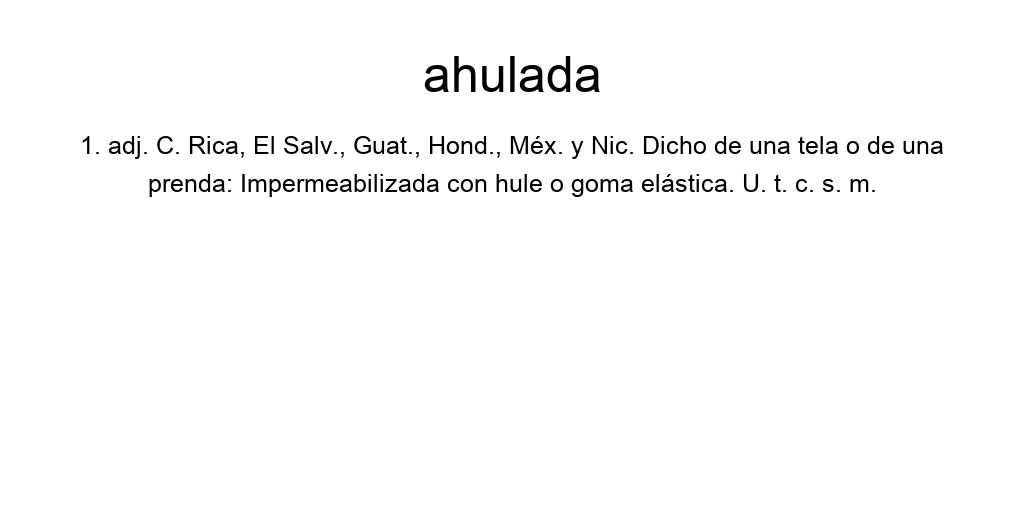 ahulada
1. adj. C. Rica, El Salv., Guat., Hond., Méx. y Nic. Dicho de una tela o de una
prenda: Impermeabilizada con hule o goma elástica. U. t. c. s. m.